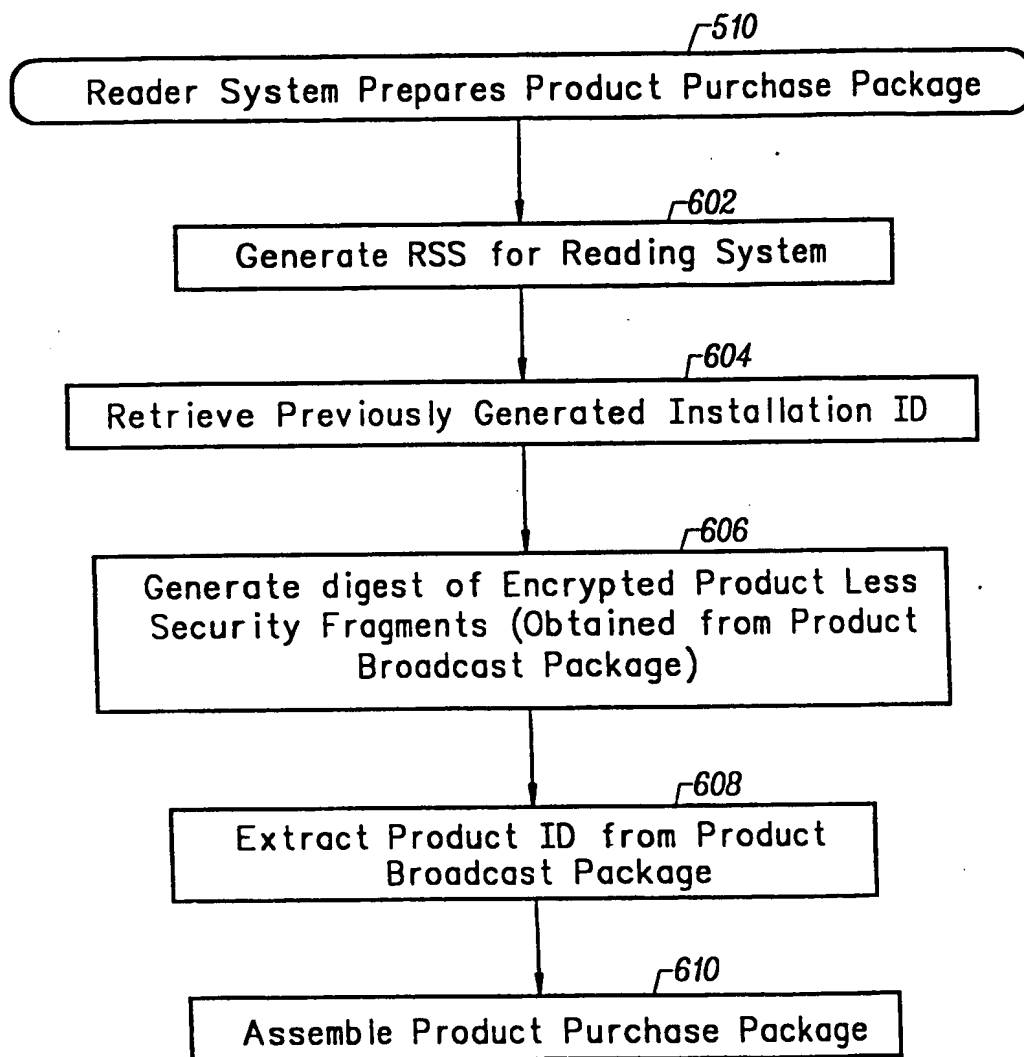 510
Reader System Prepares Product Purchase Package
602
Generate RSS for Reading System
604
Retrieve Previously Generated Installation ID
606
Generate digest of Encrypted Product Less
Security Fragments (Obtained from Product
Broadcast Package)
608
Extract Product ID from Product
Broadcast Package
610
Assemble Product Purchase Package